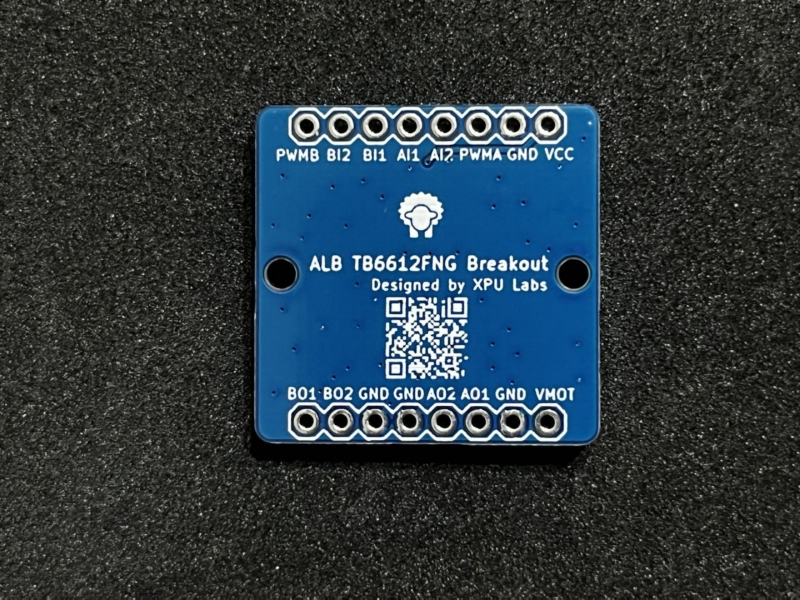 PWMB BI2 BI1 AI1 AI2 PWMA GND VCC
ALB TB6612FNG Breakout
Designed by XPU Labs
BO1 BO2 GND GND AO2 AO1 GND VMOT